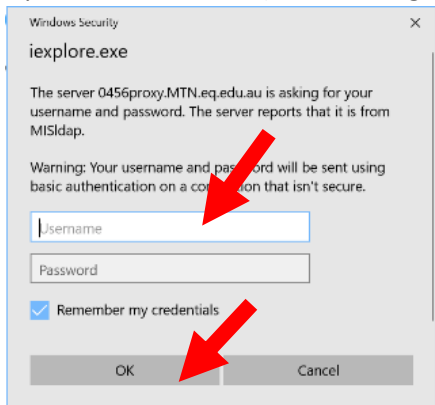 Windows Security
iexplore.exe
The server 0456proxy.MTN.eq.edu.au is asking for your
username and password. The server reports that it is from
MISldap.
Warning: Your username and password will be sent using
basic authentication on a connection that isn't secure.
Username
Password
Remember my credentials
OK Cancel